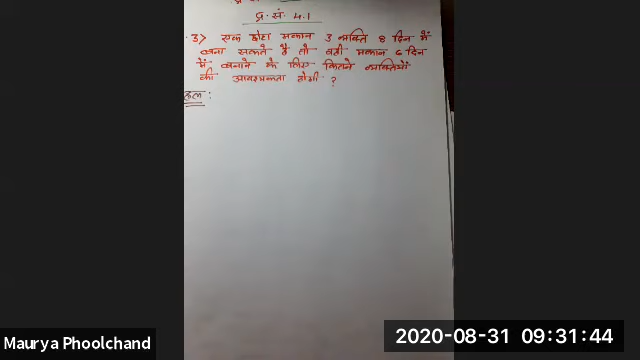 प्र. सं. 4.1
3> एक छोटा मकान 3 व्यक्ति 8 दिन में
बना सकते है तो वही मकान 6 दिन
में बनाने के लिए कितने व्यक्तियों
की आवश्यकता होगी ?
हल :
Maurya Phoolchand
2020-08-31 09:31:44